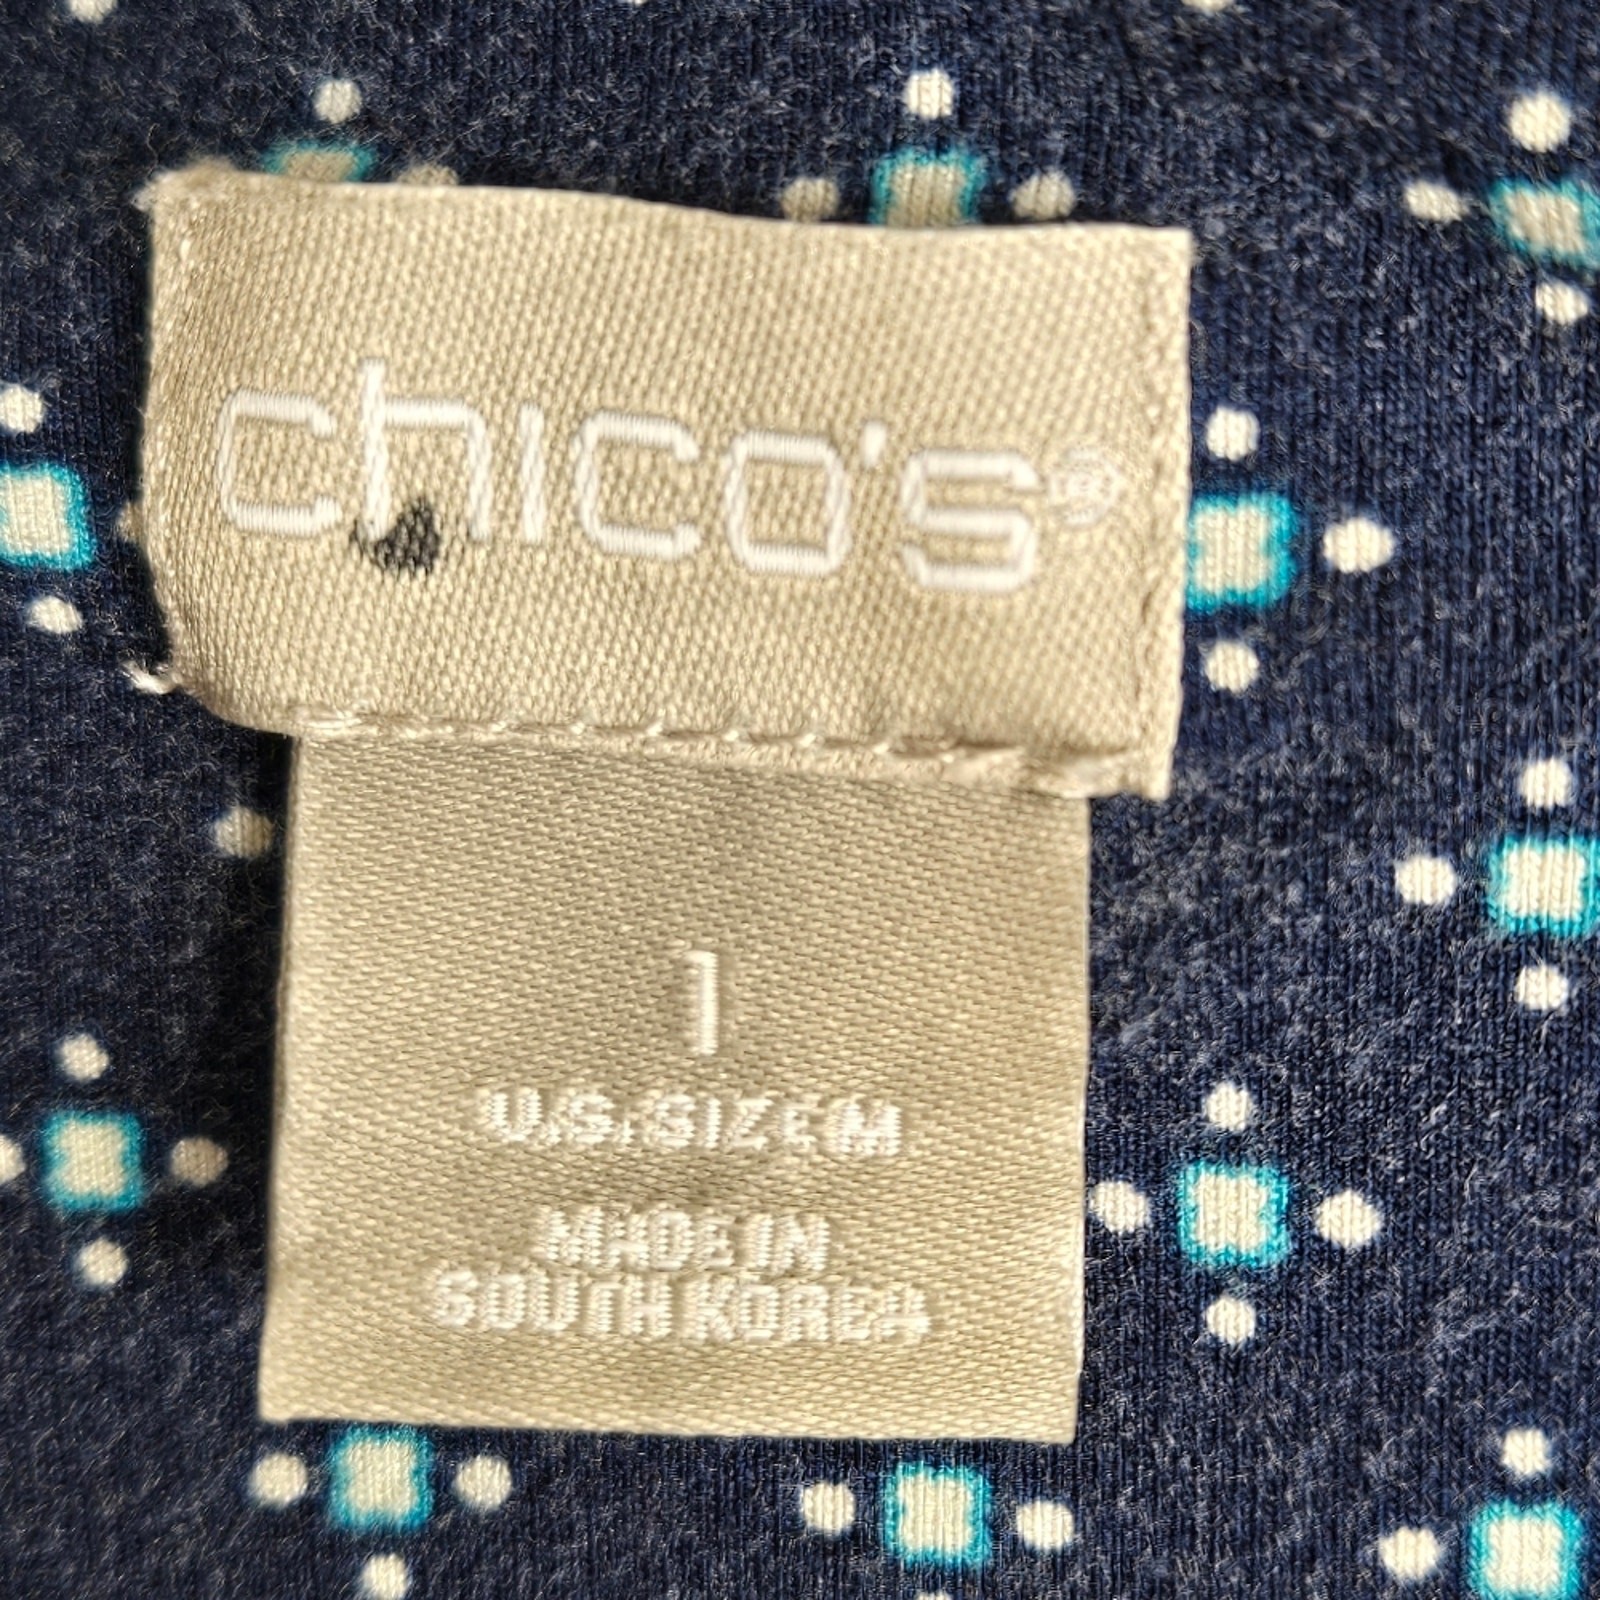 chico's®
1
U.S. SIZE M
MADE IN
SOUTH KOREA